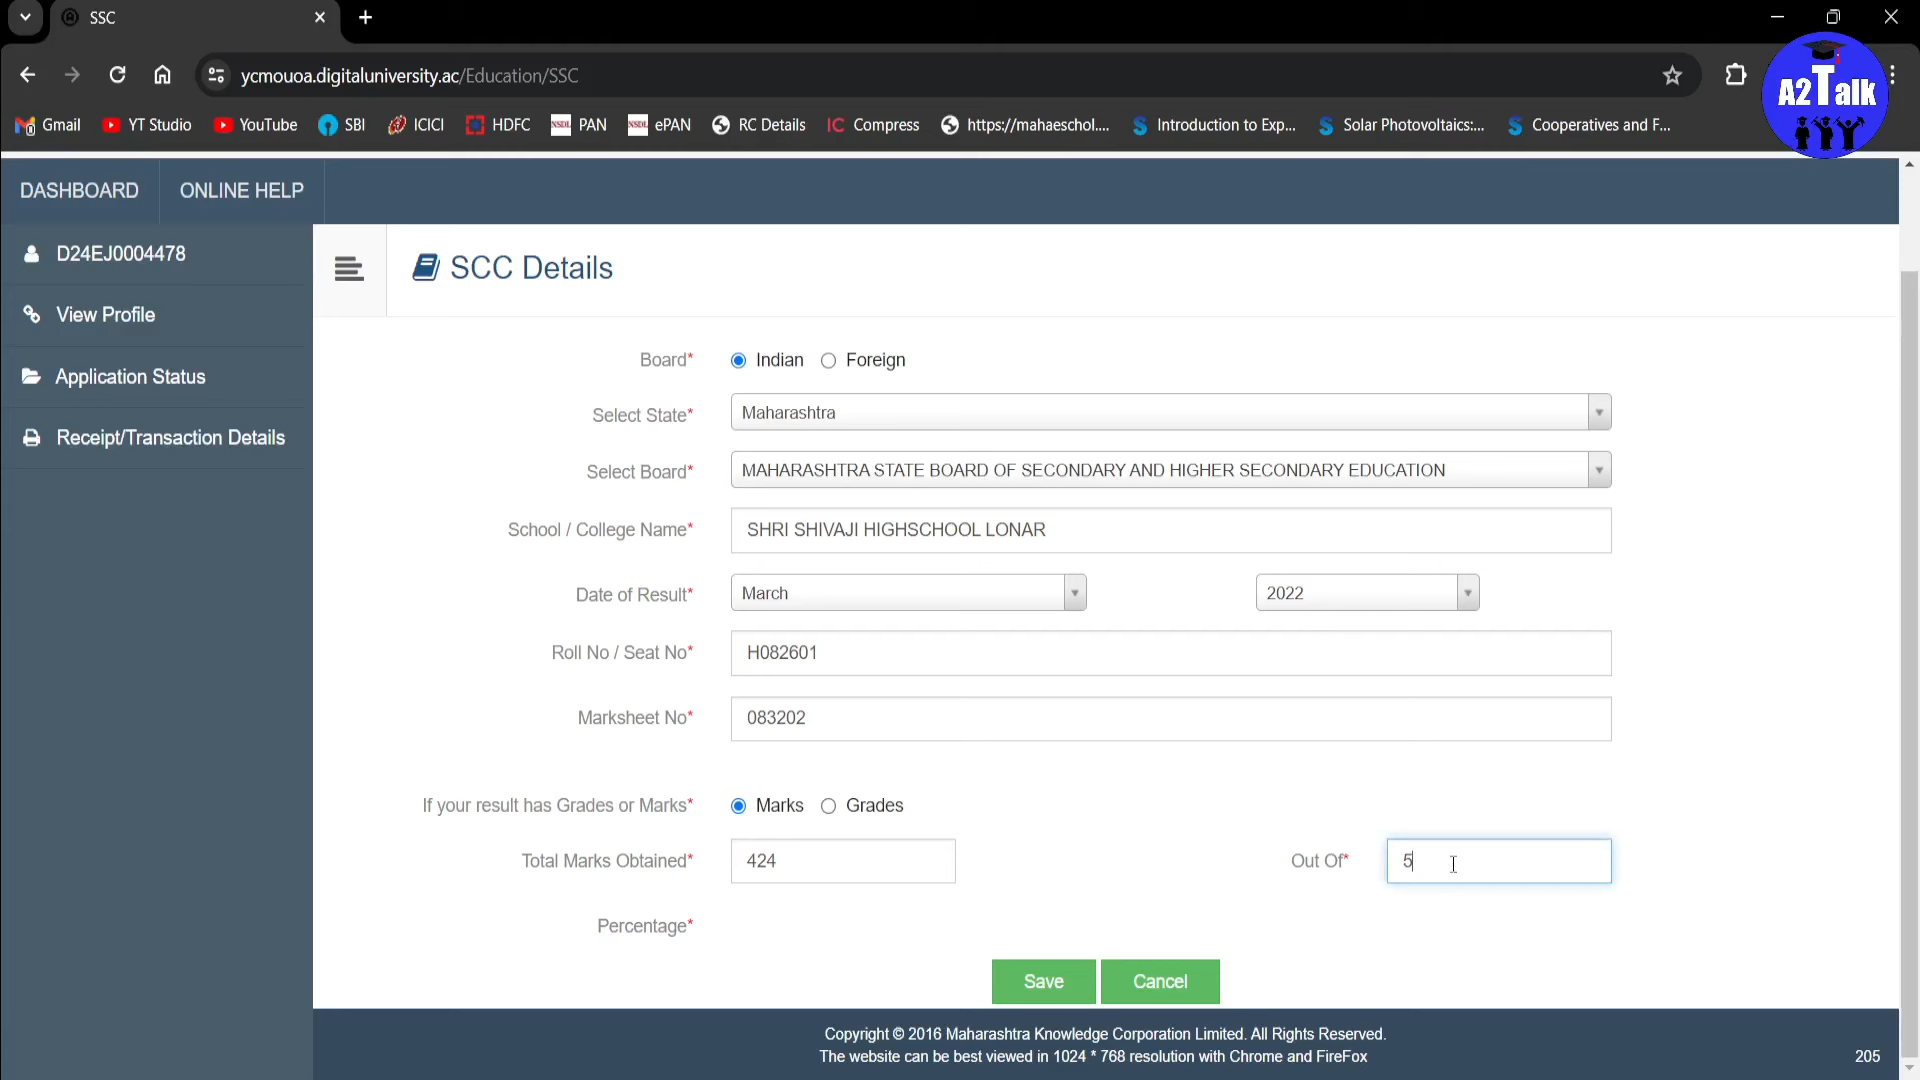 SSC
ycmouoa.digitaluniversity.ac/Education/SSC
Gmail YT Studio YouTube SBI ICICI HDFC NSDL PAN NSDL ePAN RC Details IC Compress https://mahaeschol.... S Introduction to Exp... S Solar Photovoltaics:... S Cooperatives and F...
A2Talk
DASHBOARD ONLINE HELP
D24EJ0004478
View Profile
Application Status
Receipt/Transaction Details
SCC Details
Board* Indian Foreign
Select State* Maharashtra
Select Board* MAHARASHTRA STATE BOARD OF SECONDARY AND HIGHER SECONDARY EDUCATION
School / College Name* SHRI SHIVAJI HIGHSCHOOL LONAR
Date of Result* March 2022
Roll No / Seat No* H082601
Marksheet No* 083202
If your result has Grades or Marks* Marks Grades
Total Marks Obtained* 424 Out Of* 5
Percentage*
Save Cancel
Copyright © 2016 Maharashtra Knowledge Corporation Limited. All Rights Reserved.
The website can be best viewed in 1024 * 768 resolution with Chrome and FireFox
205